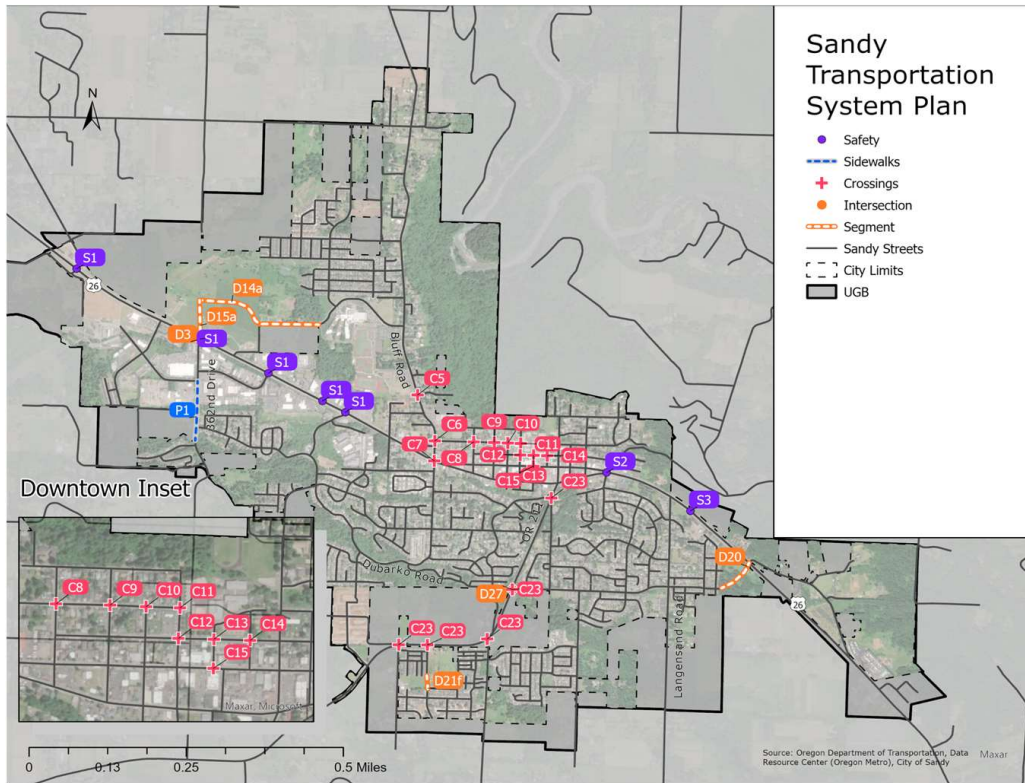 Sandy
Transportation
System Plan
Safety
Sidewalks
Crossings
Intersection
Segment
Sandy Streets
City Limits
UGB
N
S1
26
D14a
D15a
D3
S1
S1
S1
S1
P1
362nd Drive
Bluff Road
C5
C6
C9
C10
C7
C8
C12
C11
C14
C15
C13
C23
S2
S3
OR 211
Dubarko Road
D20
D27
C23
26
C23
C23
C23
D21f
Langensand Road
Downtown Inset
C8
C9
C10
C11
C12
C13
C14
C15
Maxar, Microsoft
0
0.13
0.25
0.5 Miles
Source: Oregon Department of Transportation, Data
Resource Center (Oregon Metro), City of Sandy
Maxar